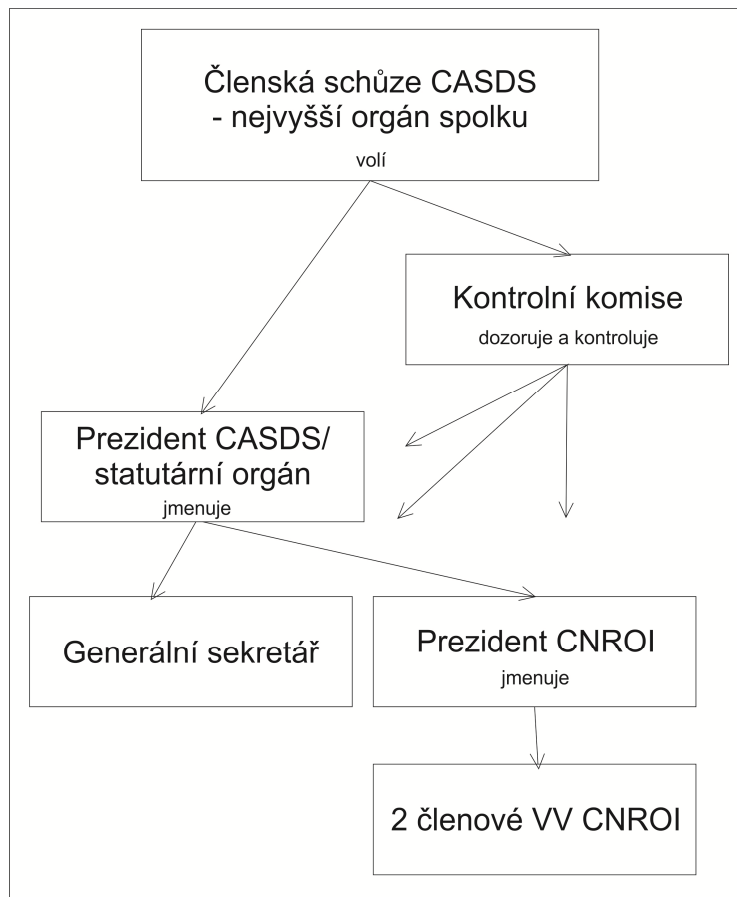 Členská schůze CASDS
- nejvyšší orgán spolku
volí
Kontrolní komise
dozoruje a kontroluje
Prezident CASDS/
statutární orgán
jmenuje
Generální sekretář
Prezident CNROI
jmenuje
2 členové VV CNROI